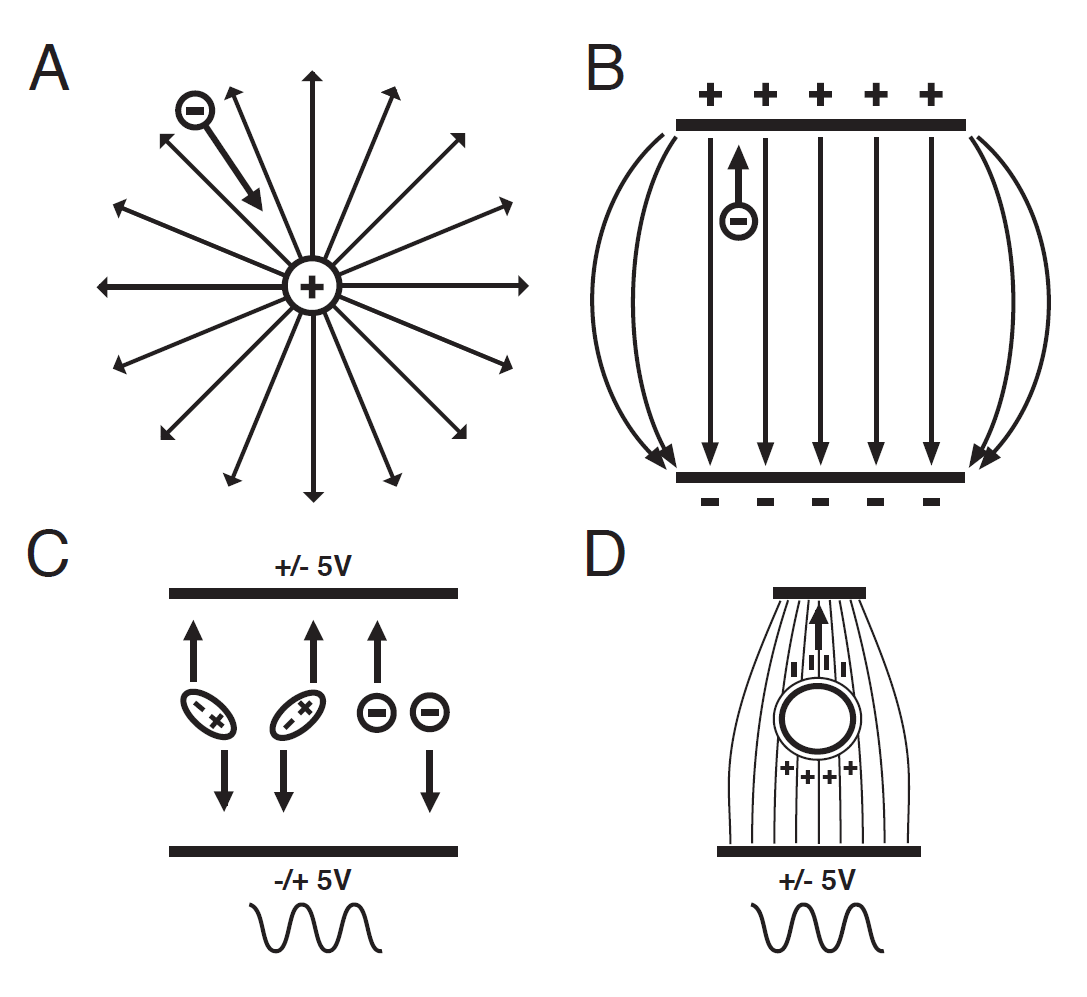 A
B
+ + + + +
-
-
+
- - - - -
C
D
+/- 5V
- +
- +
-
-
- - - -
+ + + +
-/+ 5V
+/- 5V